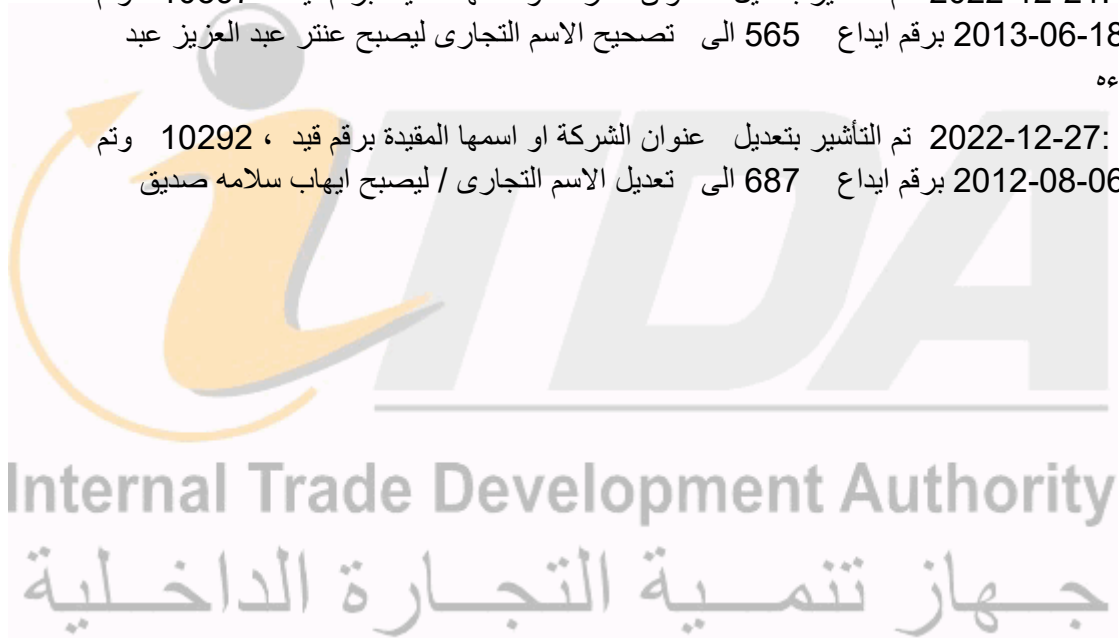 2013-06-18 برقم ايداع 565 الى تصحيح الاسم التجارى ليصبح عنتر عبد العزيز عبد
:2022-12-27: تم التأشير بتعديل عنوان الشركة او اسمها المقيدة برقم قيد ، 10292 وتم
2012-08-06 برقم ايداع 687 الى تعديل الاسم التجارى / ليصبح ايهاب سلامه صديق
iTDA
Internal Trade Development Authority
جهاز تنمية التجارة الداخلية